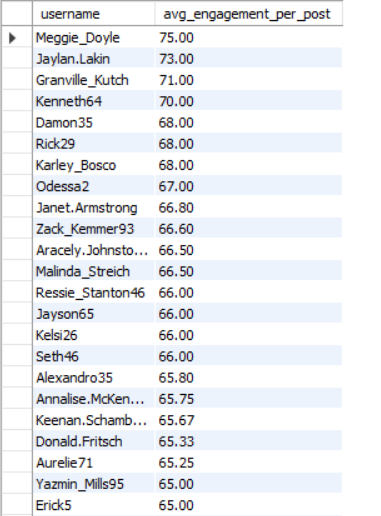 username avg_engagement_per_post
Meggie_Doyle 75.00
Jaylan.Lakin 73.00
Granville_Kutch 71.00
Kenneth64 70.00
Damon35 68.00
Rick29 68.00
Karley_Bosco 68.00
Odessa2 67.00
Janet.Armstrong 66.80
Zack_Kemmer93 66.60
Aracely.Johnsto... 66.50
Malinda_Streich 66.50
Ressie_Stanton46 66.00
Jayson65 66.00
Kelsi26 66.00
Seth46 66.00
Alexandro35 65.80
Annalise.McKen... 65.75
Keenan.Schamb... 65.67
Donald.Fritsch 65.33
Aurelie71 65.25
Yazmin_Mills95 65.00
Erick5 65.00